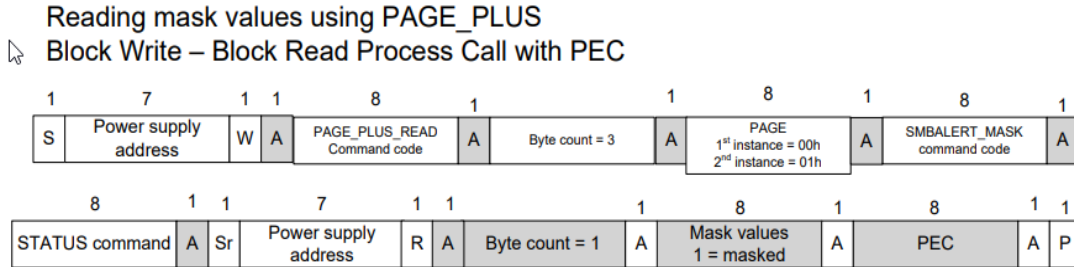 Reading mask values using PAGE_PLUS
Block Write – Block Read Process Call with PEC
1 7 1 1 8 1 1 8 1 8 1
S Power supply address W A PAGE_PLUS_READ Command code A Byte count = 3 A PAGE 1st instance = 00h 2nd instance = 01h A SMBALERT_MASK command code A
8 1 1 7 1 1 1 8 1 8 1 1
STATUS command A Sr Power supply address R A Byte count = 1 A Mask values 1 = masked A PEC A P